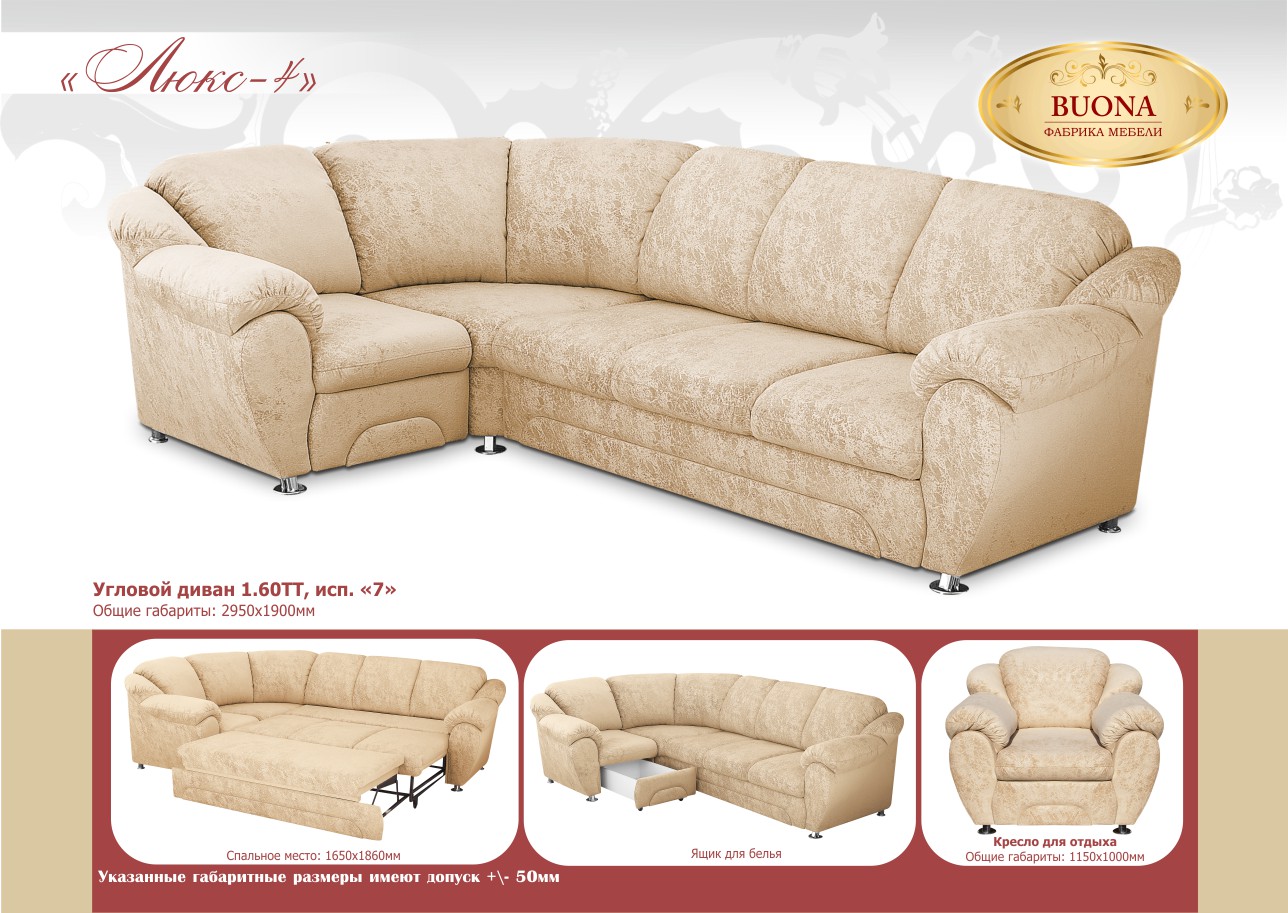 «Люкс-4»
BUONA
ФАБРИКА МЕБЕЛИ
Угловой диван 1.60ТТ, исп. «7»
Общие габариты: 2950х1900мм
Спальное место: 1650х1860мм
Ящик для белья
Кресло для отдыха
Общие габариты: 1150х1000мм
Указанные габаритные размеры имеют допуск +\- 50мм